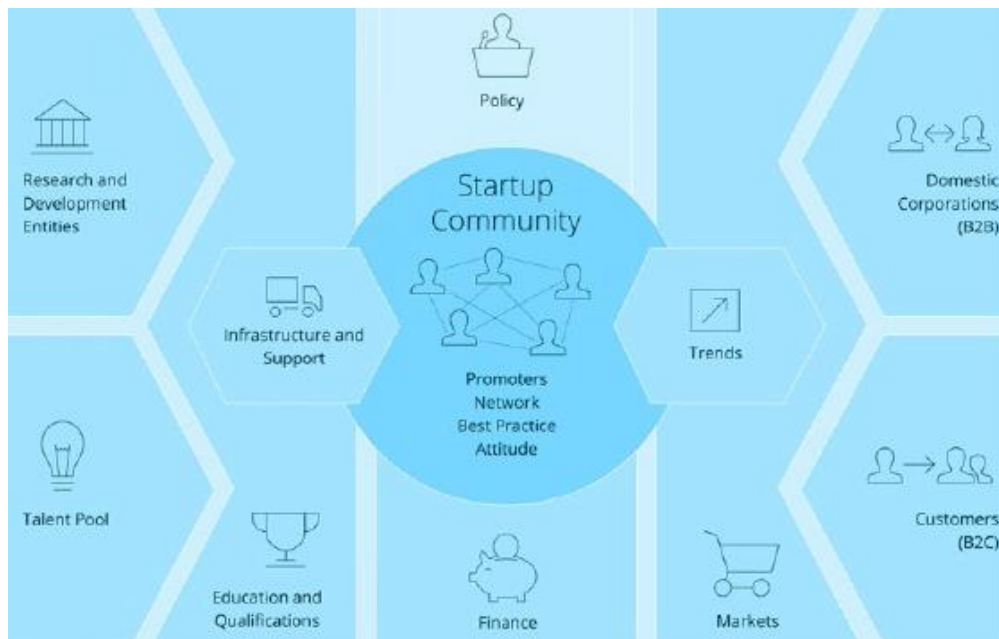 Policy
Research and
Development
Entities
Startup
Community
Domestic
Corporations
(B2B)
Infrastructure and
Support
Trends
Promoters
Network
Best Practice
Attitude
Talent Pool
Customers
(B2C)
Education and
Qualifications
Finance
Markets